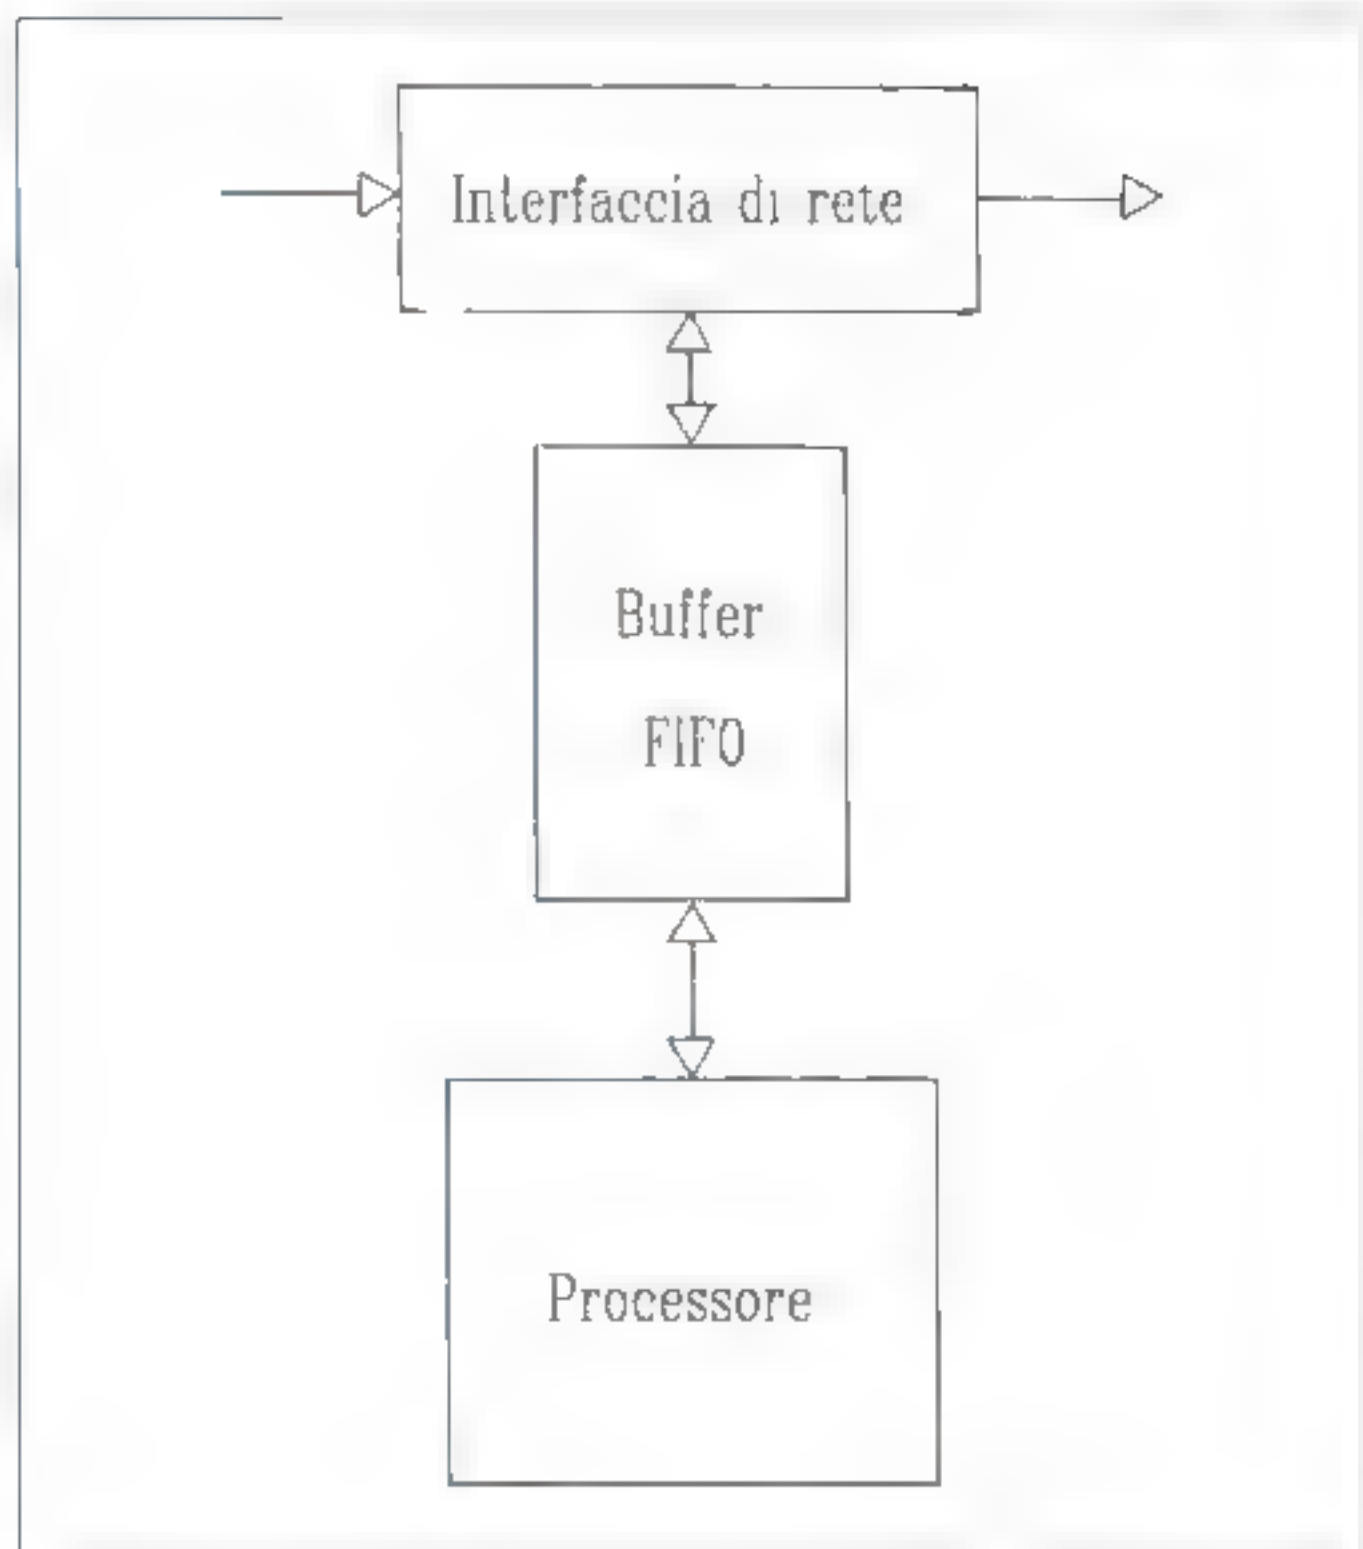 Interfaccia di rete
Buffer
FIFO
Processore